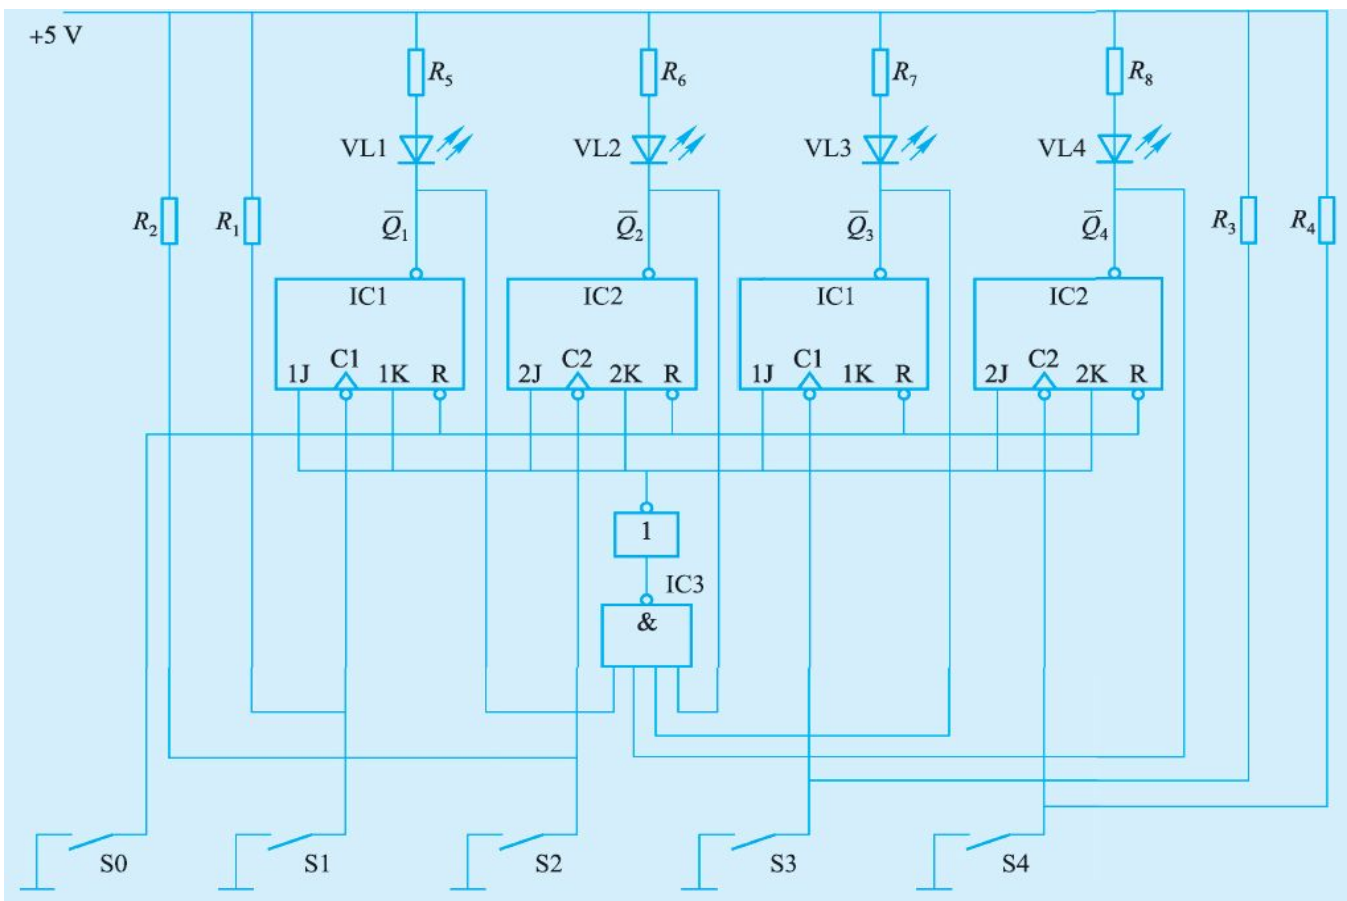 +5 V
R₅ R₆ R₇ R₈
VL1 VL2 VL3 VL4
R₂ R₁ Q̅₁ Q̅₂ Q̅₃ Q̅₄ R₃ R₄
IC1 IC2 IC1 IC2
1J C1 1K R 2J C2 2K R 1J C1 1K R 2J C2 2K R
1
IC3
&
S0 S1 S2 S3 S4